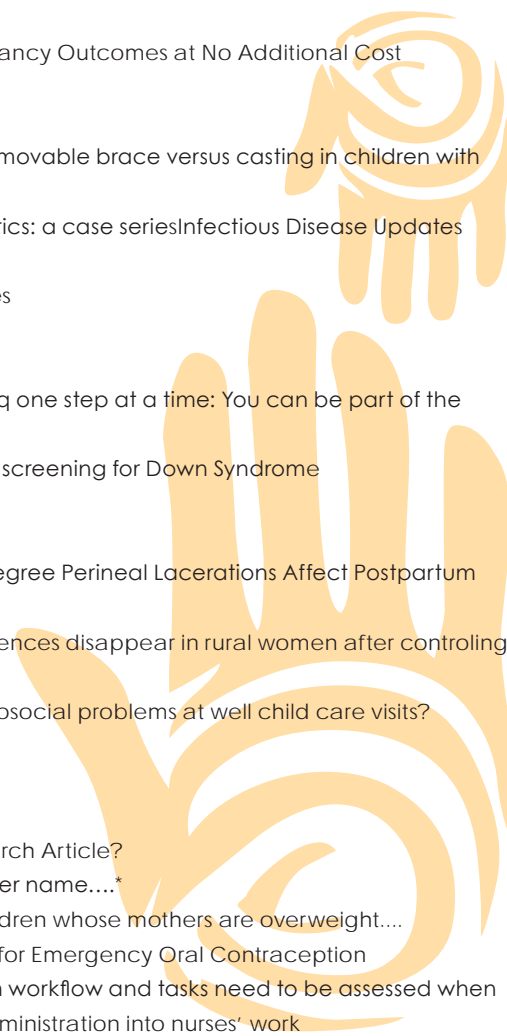 ancy Outcomes at No Additional Cost
movable brace versus casting in children with
rics: a case seriesInfectious Disease Updates
es
q one step at a time: You can be part of the
screening for Down Syndrome
egree Perineal Lacerations Affect Postpartum
ences disappear in rural women after controling
osocial problems at well child care visits?
rch Article?
er name....*
dren whose mothers are overweight....
for Emergency Oral Contraception
n workflow and tasks need to be assessed when
ministration into nurses' work